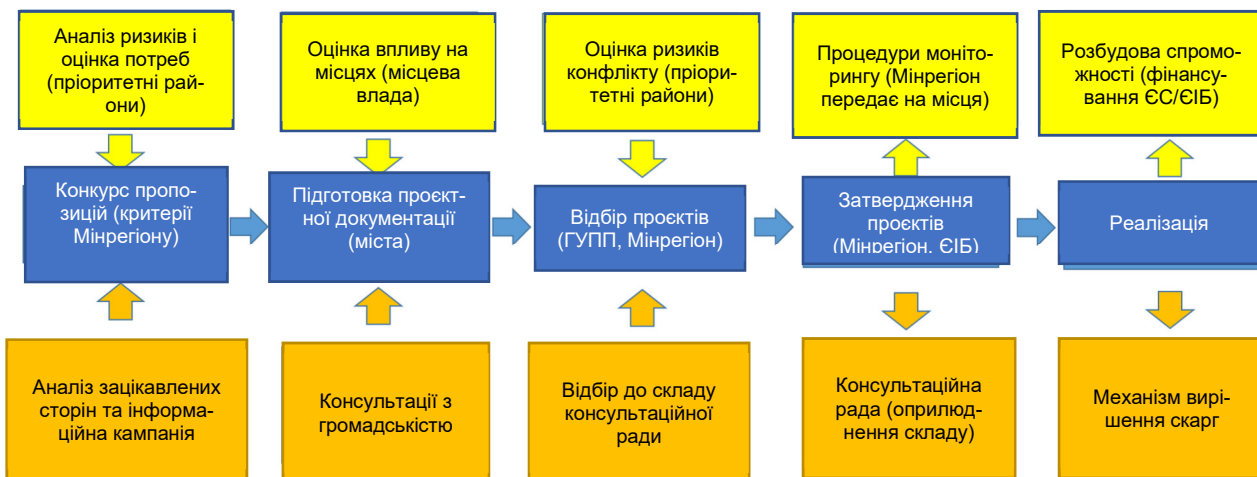 Аналіз ризиків і
оцінка потреб
(пріоритетні рай-
они)
Оцінка впливу на
місцях (місцева
влада)
Оцінка ризиків
конфлікту (пріори-
тетні райони)
Процедури моніто-
рингу (Мінрегіон
передає на місця)
Розбудова спромо-
жності (фінансу-
вання ЄС/ЄІБ)
Конкурс пропо-
зицій (критерії
Мінрегіону)
Підготовка проєкт-
ної документації
(міста)
Відбір проєктів
(ГУПП, Мінрегіон)
Затвердження
проєктів
(Мінрегіон. ЄІБ)
Реалізація
Аналіз зацікавлених
сторін та інформа-
ційна кампанія
Консультації з
громадськістю
Відбір до складу
консультаційної
ради
Консультаційна
рада (оприлюд-
нення складу)
Механізм вирі-
шення скарг